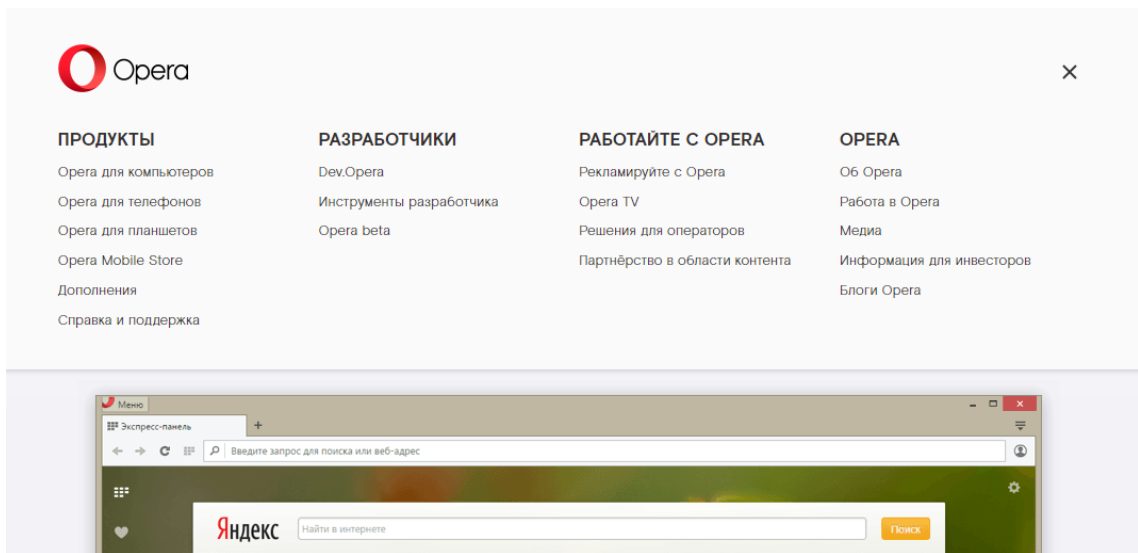 Opera
ПРОДУКТЫ
Opera для компьютеров
Opera для телефонов
Opera для планшетов
Opera Mobile Store
Дополнения
Справка и поддержка
РАЗРАБОТЧИКИ
Dev.Opera
Инструменты разработчика
Opera beta
РАБОТАЙТЕ С OPERA
Рекламируйте с Opera
Opera TV
Решения для операторов
Партнёрство в области контента
OPERA
Об Opera
Работа в Opera
Медиа
Информация для инвесторов
Блоги Opera
Меню
Экспресс-панель
Введите запрос для поиска или веб-адрес
Яндекс
Найти в интернете
Поиск